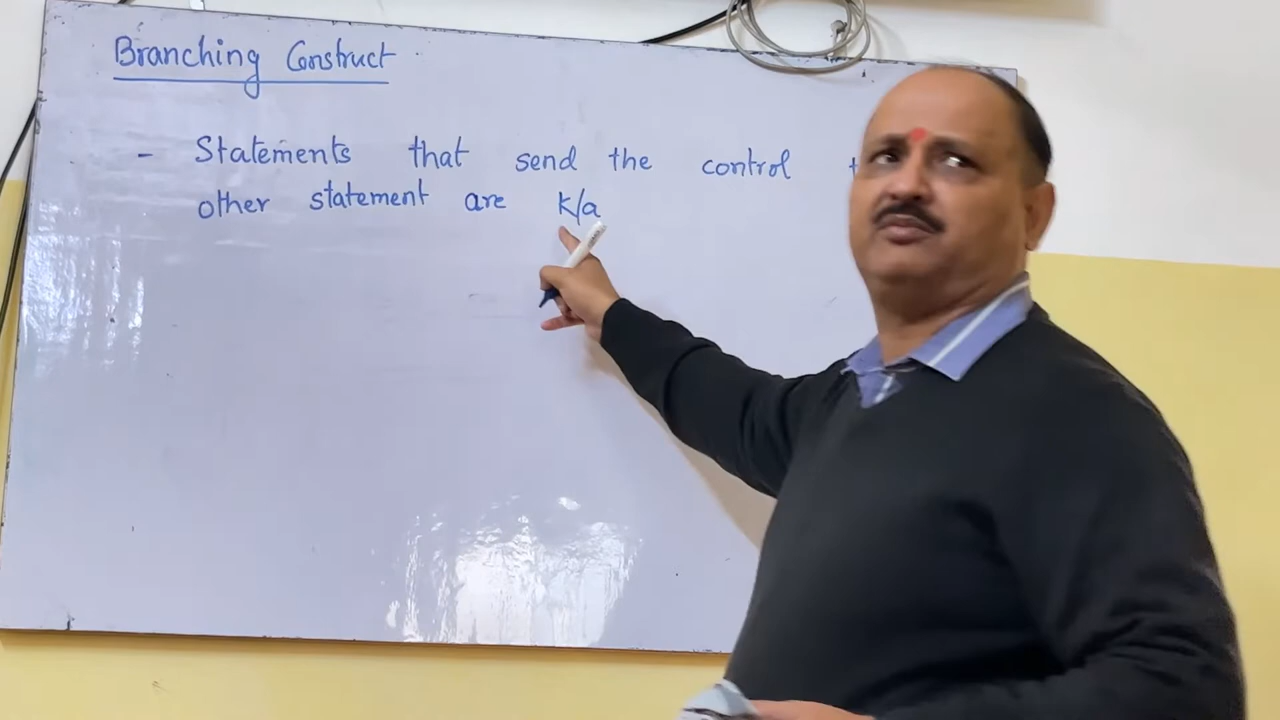 Branching Construct
- Statements that send the control
other statement are k/a